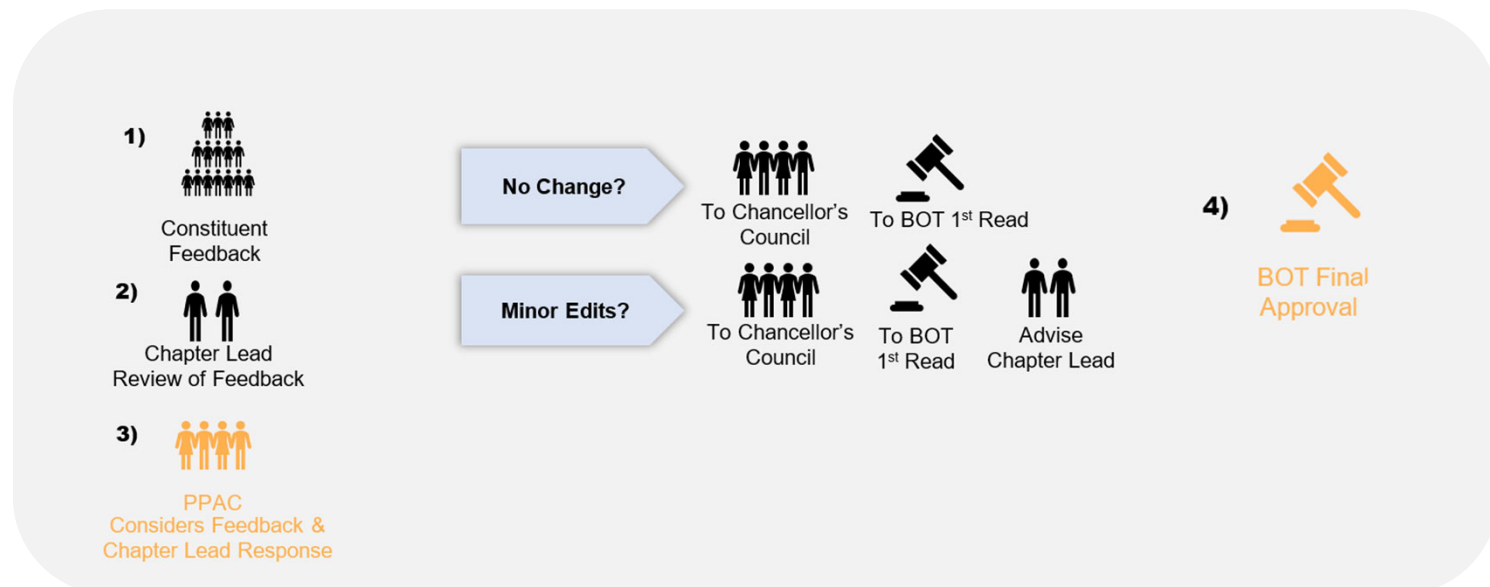 1)
Constituent
Feedback
2)
Chapter Lead
Review of Feedback
3)
PPAC
Considers Feedback &
Chapter Lead Response
No Change?
To Chancellor's
Council
To BOT 1st Read
Minor Edits?
To Chancellor's
Council
To BOT
1st Read
Advise
Chapter Lead
4)
BOT Final
Approval